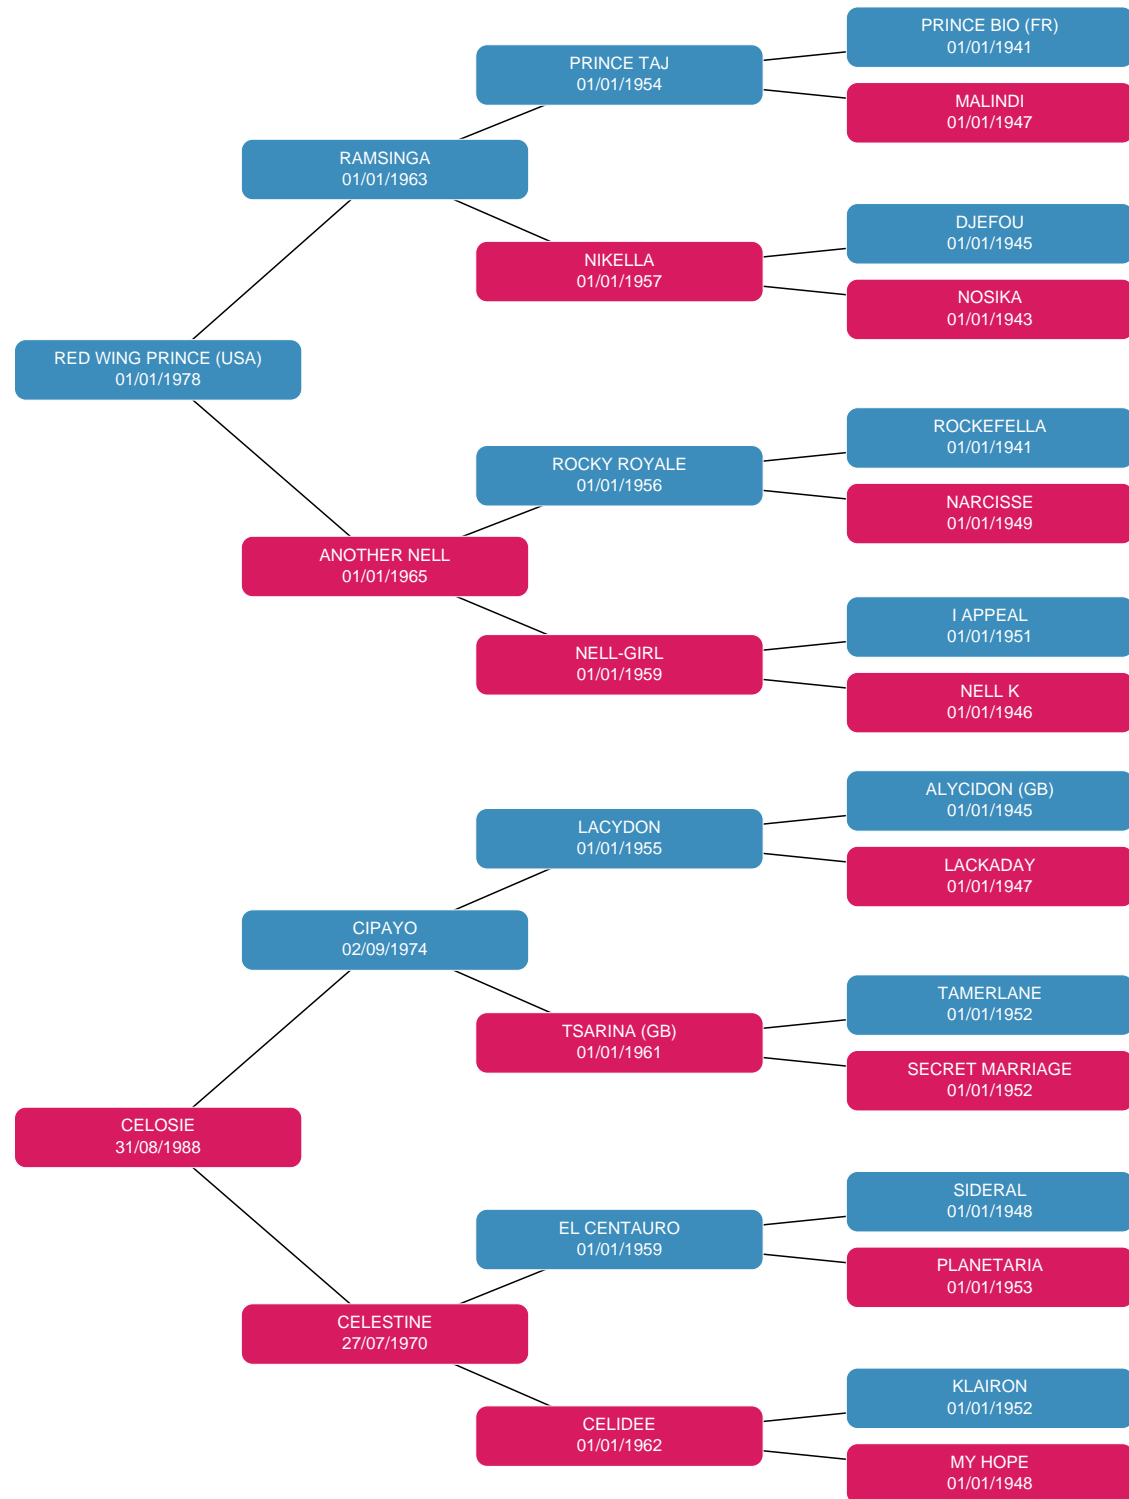 PRINCE BIO (FR)
01/01/1941
PRINCE TAJ
01/01/1954
MALINDI
01/01/1947
RAMSINGA
01/01/1963
DJEFOU
01/01/1945
NIKELLA
01/01/1957
NOSIKA
01/01/1943
RED WING PRINCE (USA)
01/01/1978
ROCKEFELLA
01/01/1941
ROCKY ROYALE
01/01/1956
NARCISSE
01/01/1949
ANOTHER NELL
01/01/1965
I APPEAL
01/01/1951
NELL-GIRL
01/01/1959
NELL K
01/01/1946
ALYCIDON (GB)
01/01/1945
LACYDON
01/01/1955
LACKADAY
01/01/1947
CIPAYO
02/09/1974
TAMERLANE
01/01/1952
TSARINA (GB)
01/01/1961
SECRET MARRIAGE
01/01/1952
CELOSIE
31/08/1988
SIDERAL
01/01/1948
EL CENTAURO
01/01/1959
PLANETARIA
01/01/1953
CELESTINE
27/07/1970
KLAIRON
01/01/1952
CELIDEE
01/01/1962
MY HOPE
01/01/1948